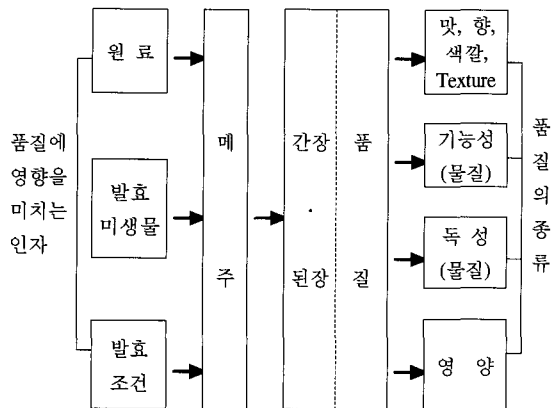 품질에
영향을
미치는
인자
원 료
발효
미생물
발효
조건
메
주
간장
된장
품
질
맛, 향,
색깔,
Texture
기능성
(물질)
독 성
(물질)
영 양
품
질
의
종
류